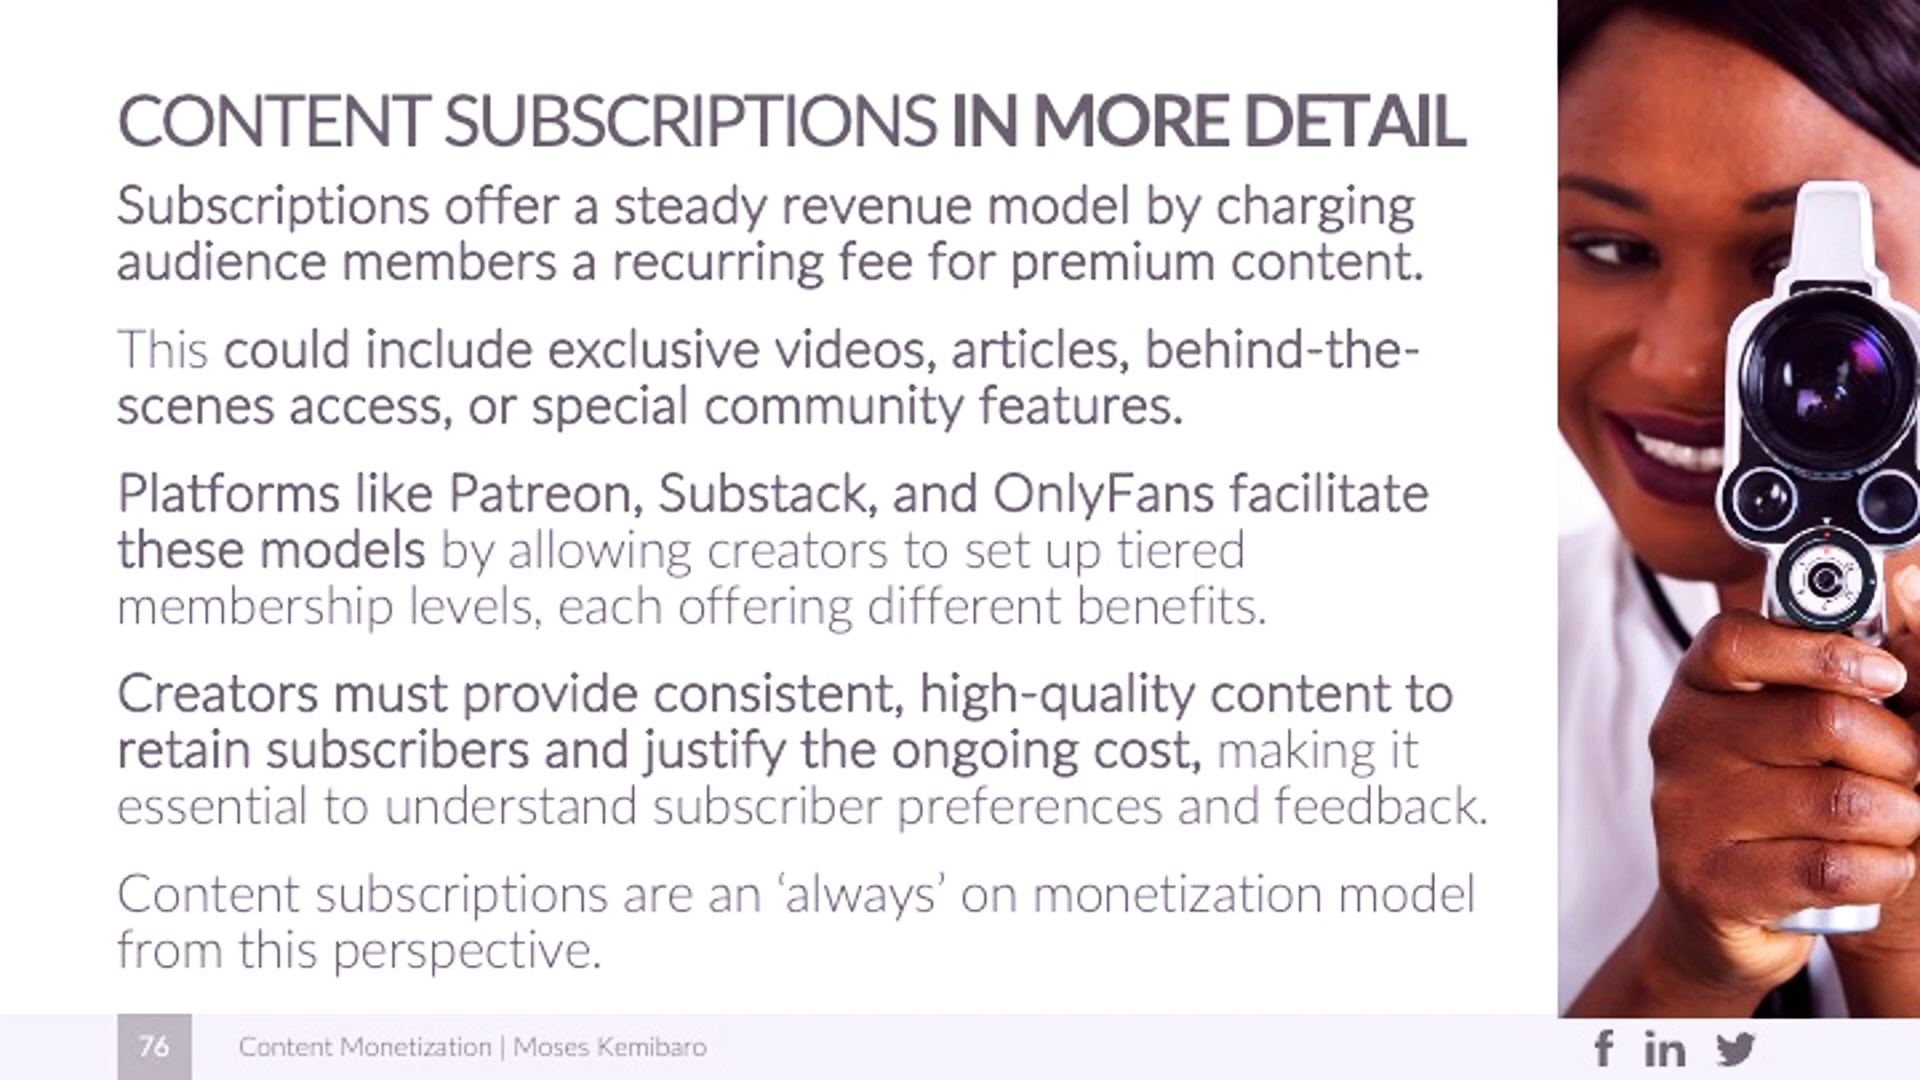 CONTENT SUBSCRIPTIONS IN MORE DETAIL
Subscriptions offer a steady revenue model by charging
audience members a recurring fee for premium content.
This could include exclusive videos, articles, behind-the-
scenes access, or special community features.
Platforms like Patreon, Substack, and OnlyFans facilitate
these models by allowing creators to set up tiered
membership levels, each offering different benefits.
Creators must provide consistent, high-quality content to
retain subscribers and justify the ongoing cost, making it
essential to understand subscriber preferences and feedback.
Content subscriptions are an ‘always’ on monetization model
from this perspective.
76 Content Monetization | Moses Kemibaro